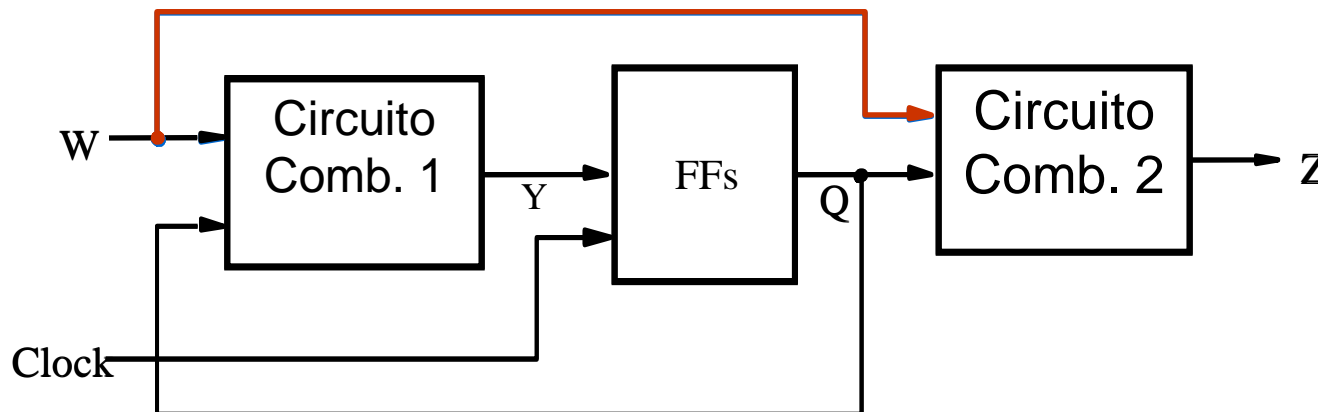 Circuito
Comb. 1
FFs
Circuito
Comb. 2
W
Y
Q
Z
Clock